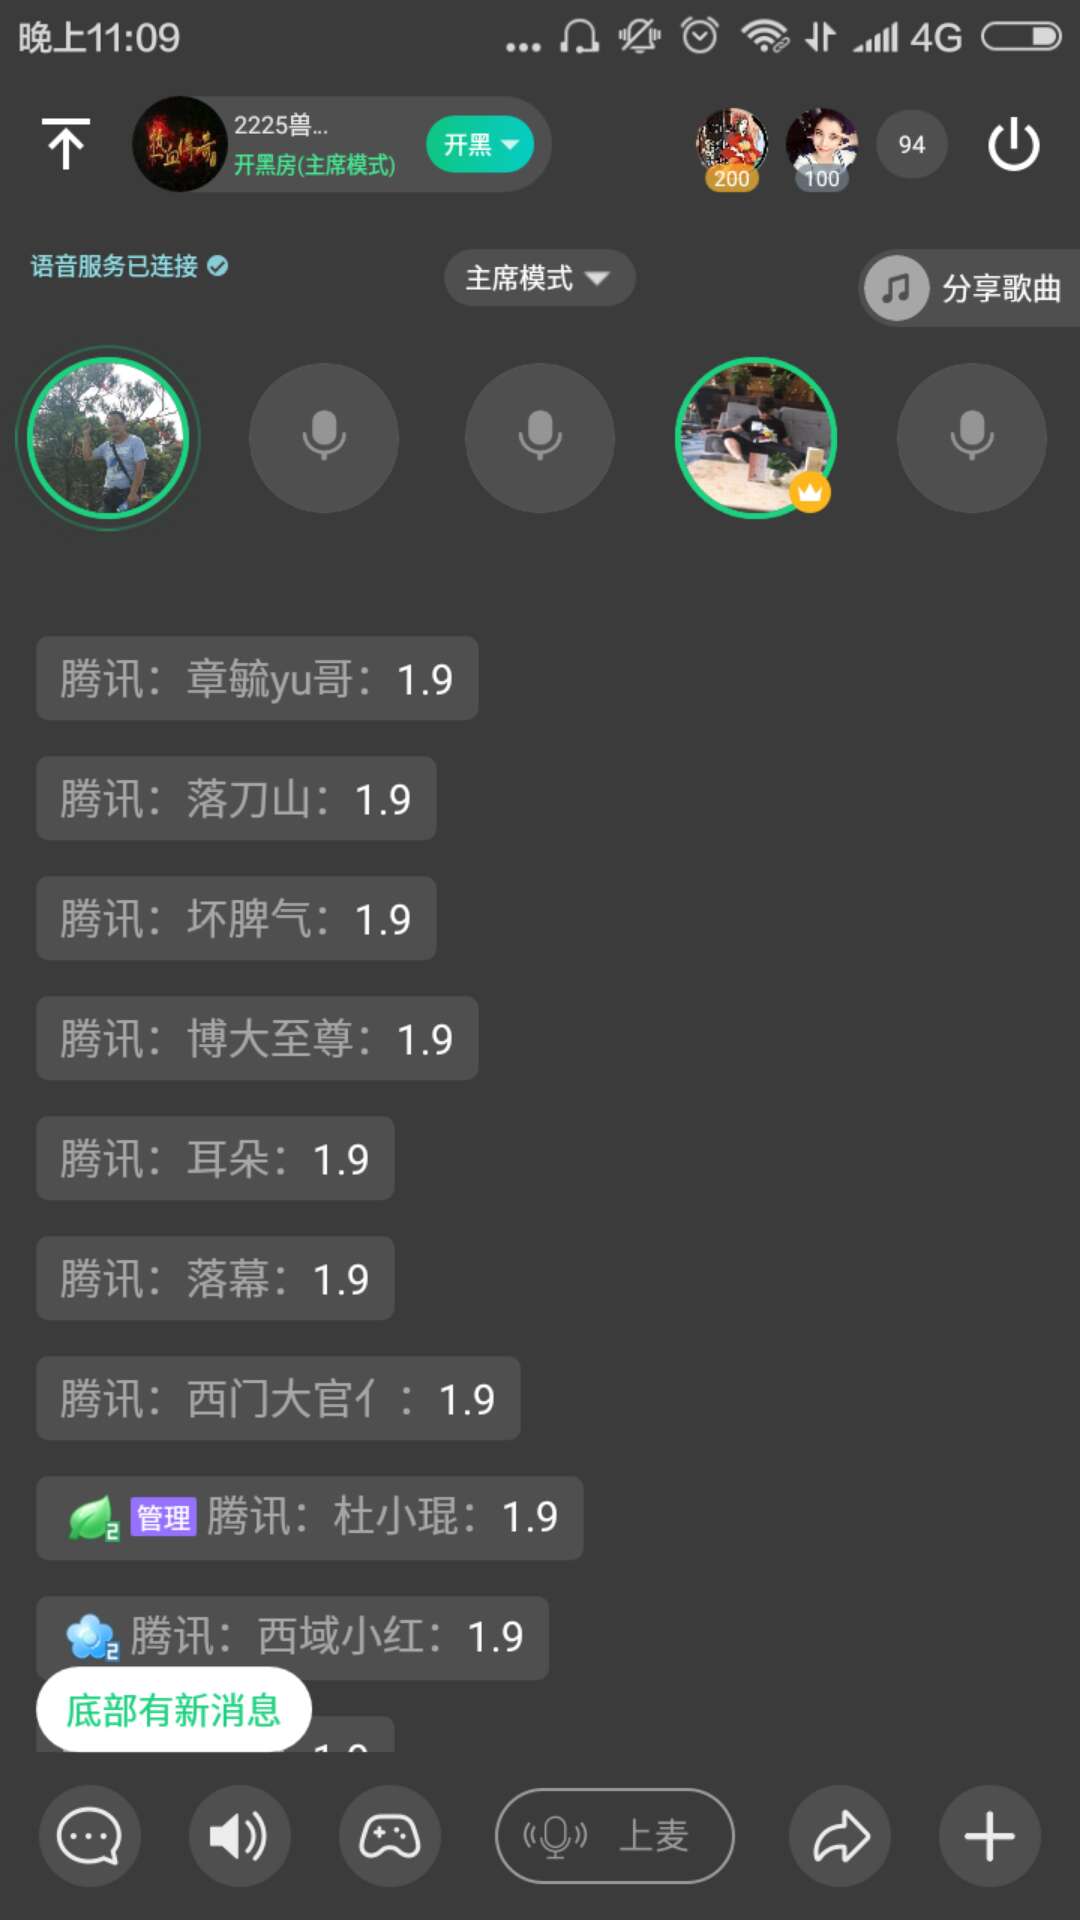 晚上11:09
4G
热血传奇
2225兽...
开黑房(主席模式)
开黑
200
100
94
语音服务已连接
主席模式
分享歌曲
腾讯：章毓yu哥：1.9
腾讯：落刀山：1.9
腾讯：坏脾气：1.9
腾讯：博大至尊：1.9
腾讯：耳朵：1.9
腾讯：落幕：1.9
腾讯：西门大官亻：1.9
2 管理 腾讯：杜小琨：1.9
2 腾讯：西域小红：1.9
底部有新消息
1.9
上麦